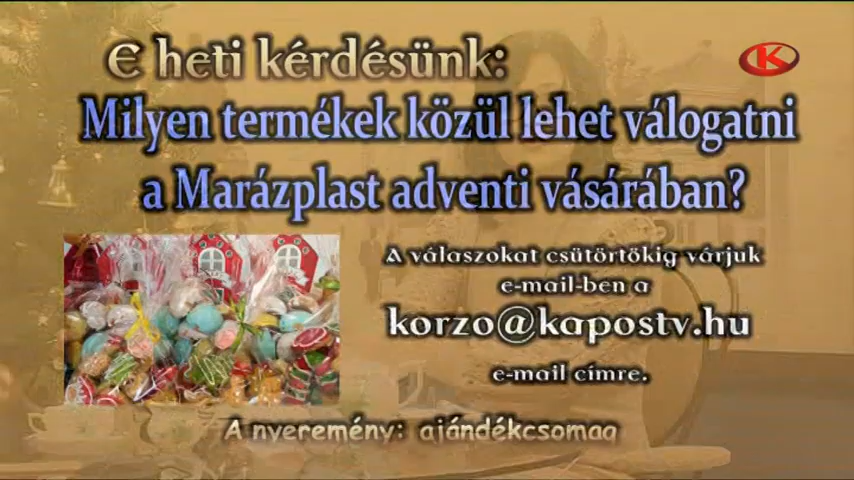 E heti kérdésünk:
K
Milyen termékek közül lehet válogatni
a Marázplast adventi vásárában?
A válaszokat csütörtökig várjuk
e-mail-ben a
korzo@kapostv.hu
e-mail címre.
A nyeremény: ajándékcsomag